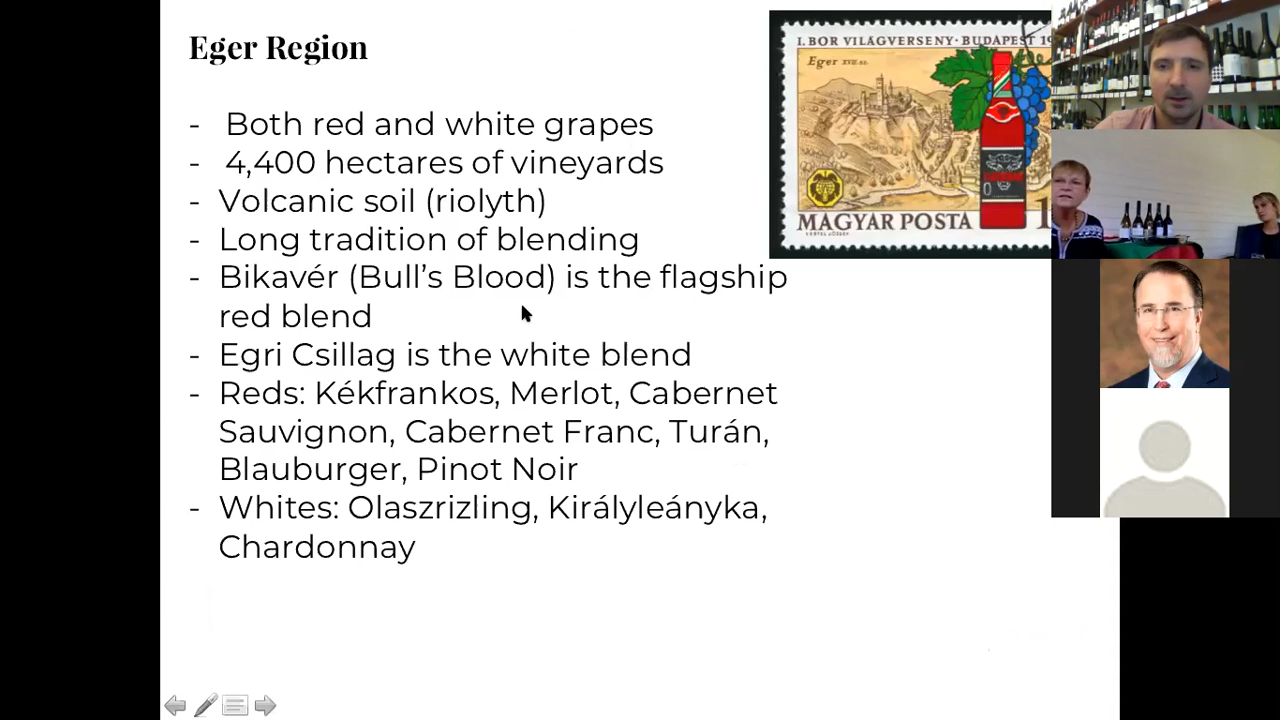 Eger Region
- Both red and white grapes
- 4,400 hectares of vineyards
- Volcanic soil (riolyth)
- Long tradition of blending
- Bikavér (Bull's Blood) is the flagship
red blend
- Egri Csillag is the white blend
- Reds: Kékfrankos, Merlot, Cabernet
Sauvignon, Cabernet Franc, Turán,
Blauburger, Pinot Noir
- Whites: Olaszrizling, Királyleányka,
Chardonnay
I. BOR VILÁGVERSENY · BUDAPEST 19
Eger XVII. sz.
MAGYAR POSTA 1
VERTEL JÓZSEF